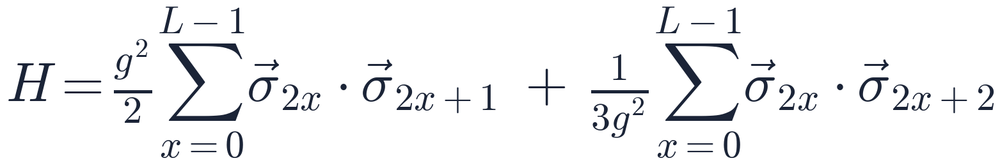 $H = \frac{g^2}{2} \sum_{x=0}^{L-1} \vec{\sigma}_{2x} \cdot \vec{\sigma}_{2x+1} + \frac{1}{3g^2} \sum_{x=0}^{L-1} \vec{\sigma}_{2x} \cdot \vec{\sigma}_{2x+2}$